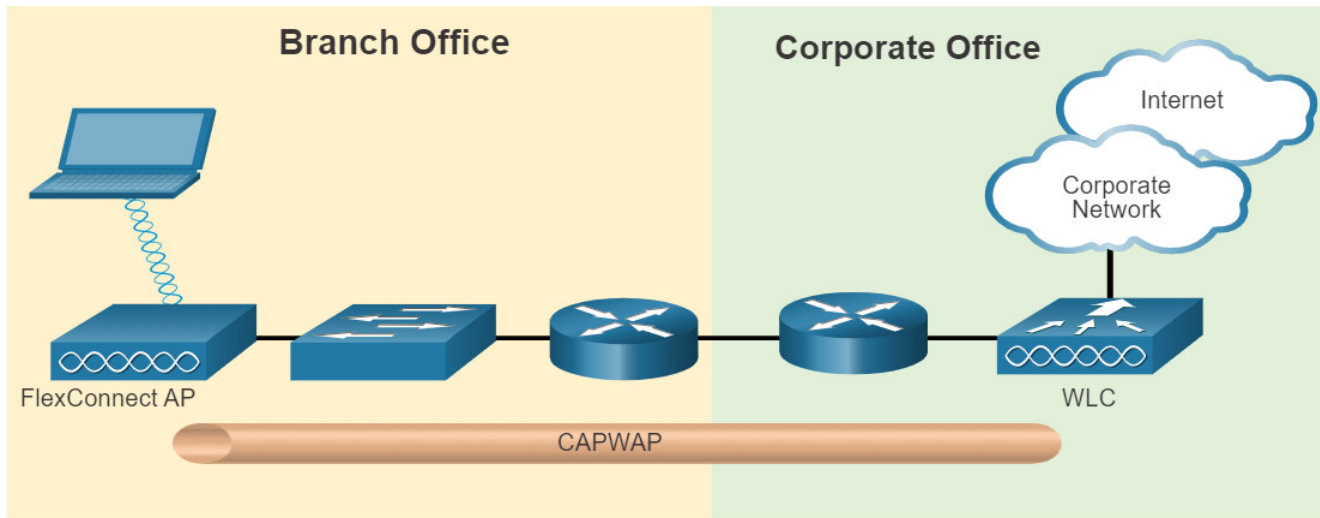 Branch Office
Corporate Office
Internet
Corporate
Network
FlexConnect AP
WLC
CAPWAP